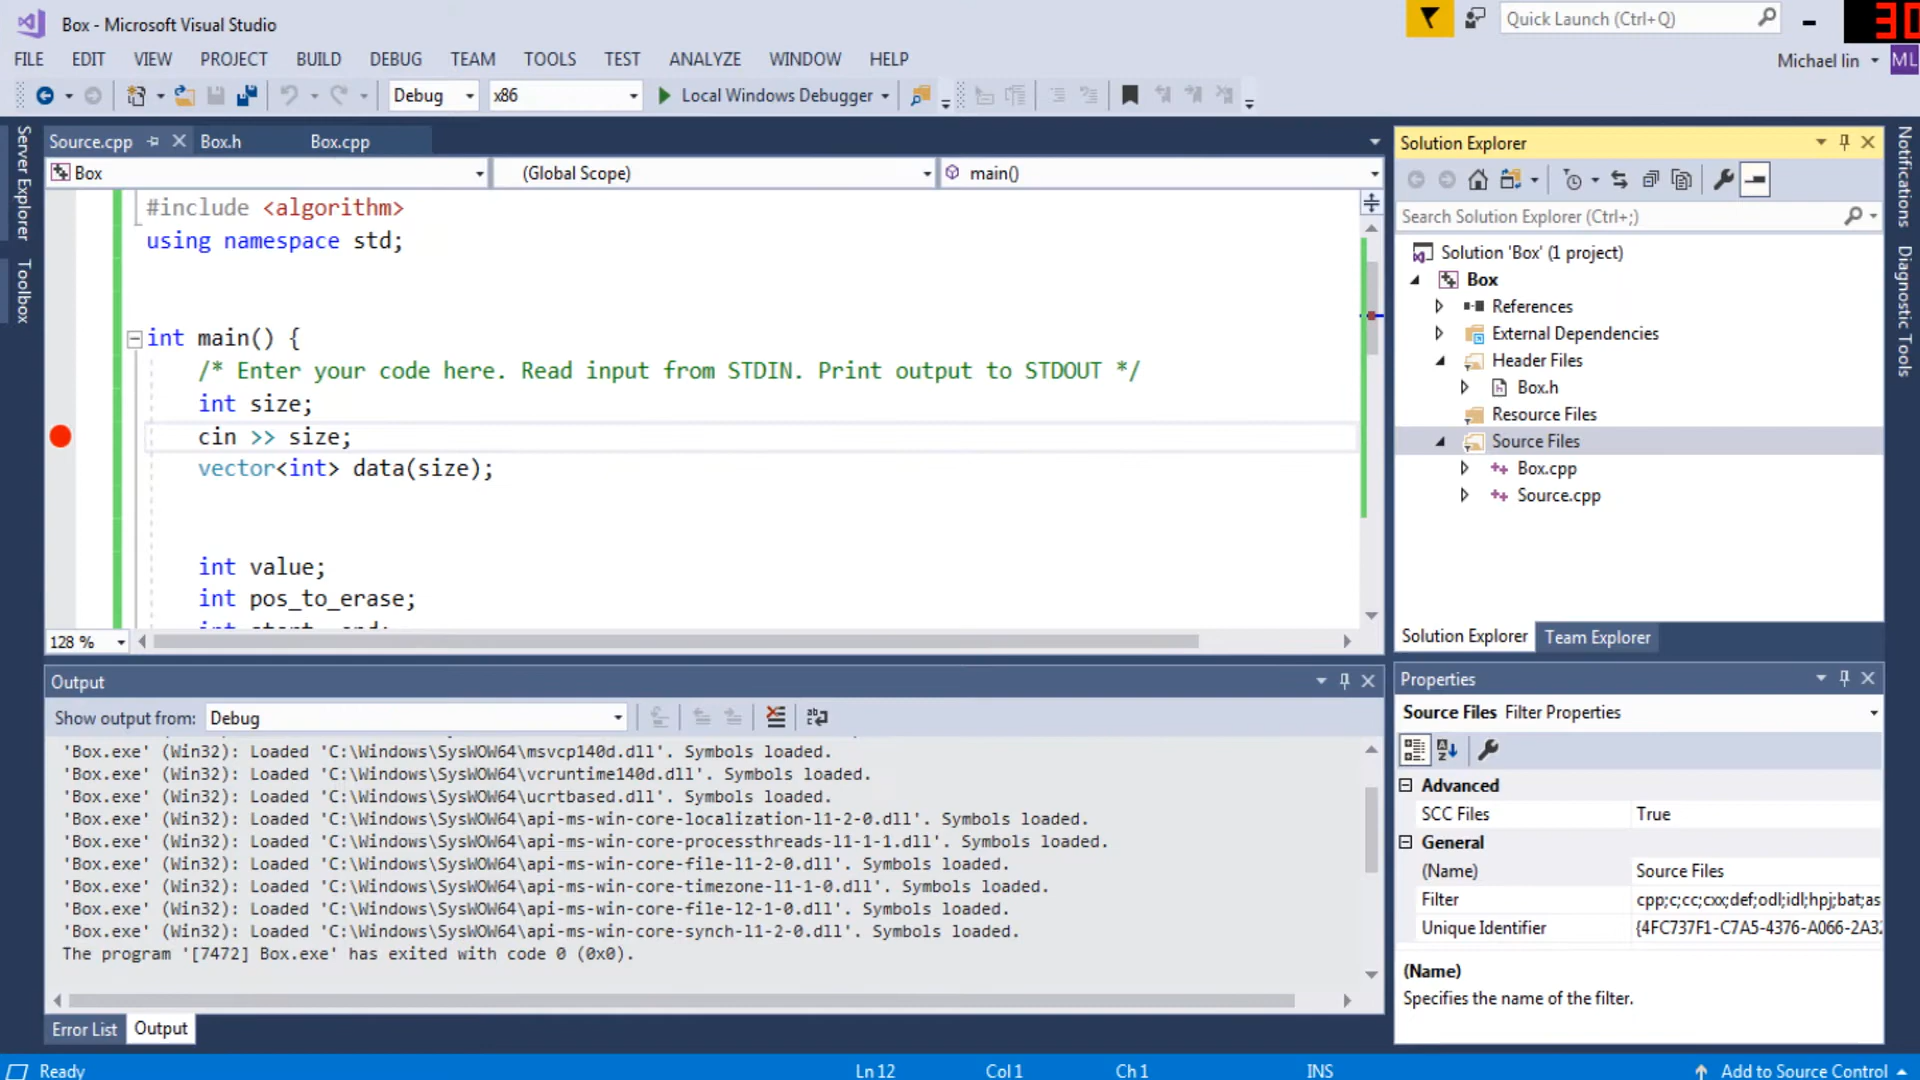 Box - Microsoft Visual Studio
Quick Launch (Ctrl+Q)
30
FILE EDIT VIEW PROJECT BUILD DEBUG TEAM TOOLS TEST ANALYZE WINDOW HELP
Michael lin ML
Debug x86 Local Windows Debugger
Server Explorer
Toolbox
Source.cpp Box.h Box.cpp
Box (Global Scope) main()
#include <algorithm>
using namespace std;
int main() {
/* Enter your code here. Read input from STDIN. Print output to STDOUT */
int size;
cin >> size;
vector<int> data(size);
int value;
int pos_to_erase;
128 %
Output
Show output from: Debug
'Box.exe' (Win32): Loaded 'C:\Windows\SysWOW64\msvcp140d.dll'. Symbols loaded.
'Box.exe' (Win32): Loaded 'C:\Windows\SysWOW64\vcruntime140d.dll'. Symbols loaded.
'Box.exe' (Win32): Loaded 'C:\Windows\SysWOW64\ucrtbased.dll'. Symbols loaded.
'Box.exe' (Win32): Loaded 'C:\Windows\SysWOW64\api-ms-win-core-localization-l1-2-0.dll'. Symbols loaded.
'Box.exe' (Win32): Loaded 'C:\Windows\SysWOW64\api-ms-win-core-processthreads-l1-1-1.dll'. Symbols loaded.
'Box.exe' (Win32): Loaded 'C:\Windows\SysWOW64\api-ms-win-core-file-l1-2-0.dll'. Symbols loaded.
'Box.exe' (Win32): Loaded 'C:\Windows\SysWOW64\api-ms-win-core-timezone-l1-1-0.dll'. Symbols loaded.
'Box.exe' (Win32): Loaded 'C:\Windows\SysWOW64\api-ms-win-core-file-l2-1-0.dll'. Symbols loaded.
'Box.exe' (Win32): Loaded 'C:\Windows\SysWOW64\api-ms-win-core-synch-l1-2-0.dll'. Symbols loaded.
The program '[7472] Box.exe' has exited with code 0 (0x0).
Error List Output
Solution Explorer
Search Solution Explorer (Ctrl+;)
Solution 'Box' (1 project)
Box
References
External Dependencies
Header Files
Box.h
Resource Files
Source Files
Box.cpp
Source.cpp
Solution Explorer Team Explorer
Properties
Source Files Filter Properties
Advanced
SCC Files True
General
(Name) Source Files
Filter cpp;c;cc;cxx;def;odl;idl;hpj;bat;as
Unique Identifier {4FC737F1-C7A5-4376-A066-2A32
(Name)
Specifies the name of the filter.
Notifications
Diagnostic Tools
Ready Ln 12 Col 1 Ch 1 INS Add to Source Control